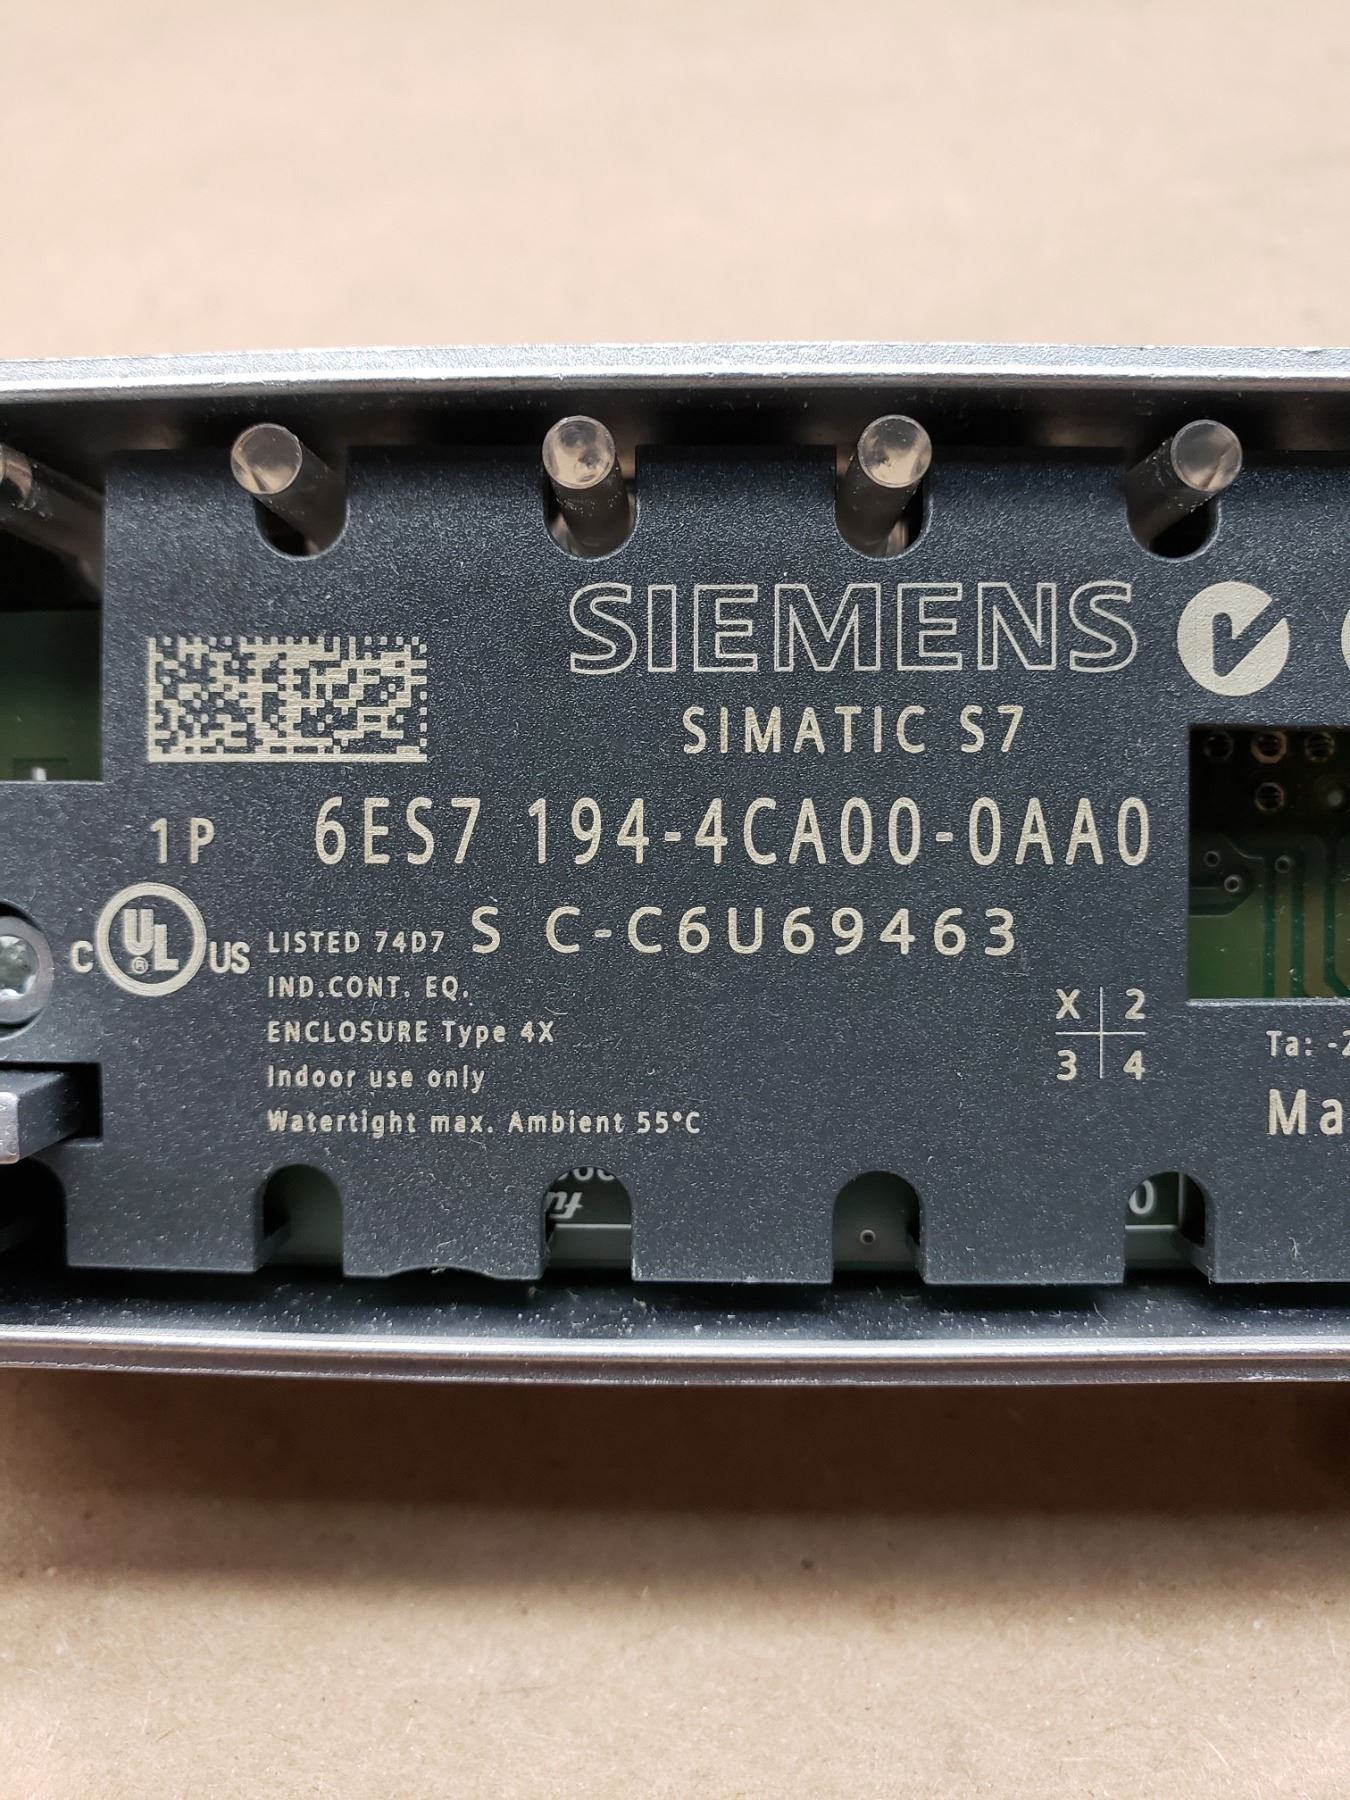 SIEMENS
SIMATIC S7
1P 6ES7 194-4CA00-0AA0
S C-C6U69463
C UL® US LISTED 74D7
IND.CONT. EQ.
ENCLOSURE Type 4X
Indoor use only
Watertight max. Ambient 55°C
X 2
3 4
Ta: -2
Ma